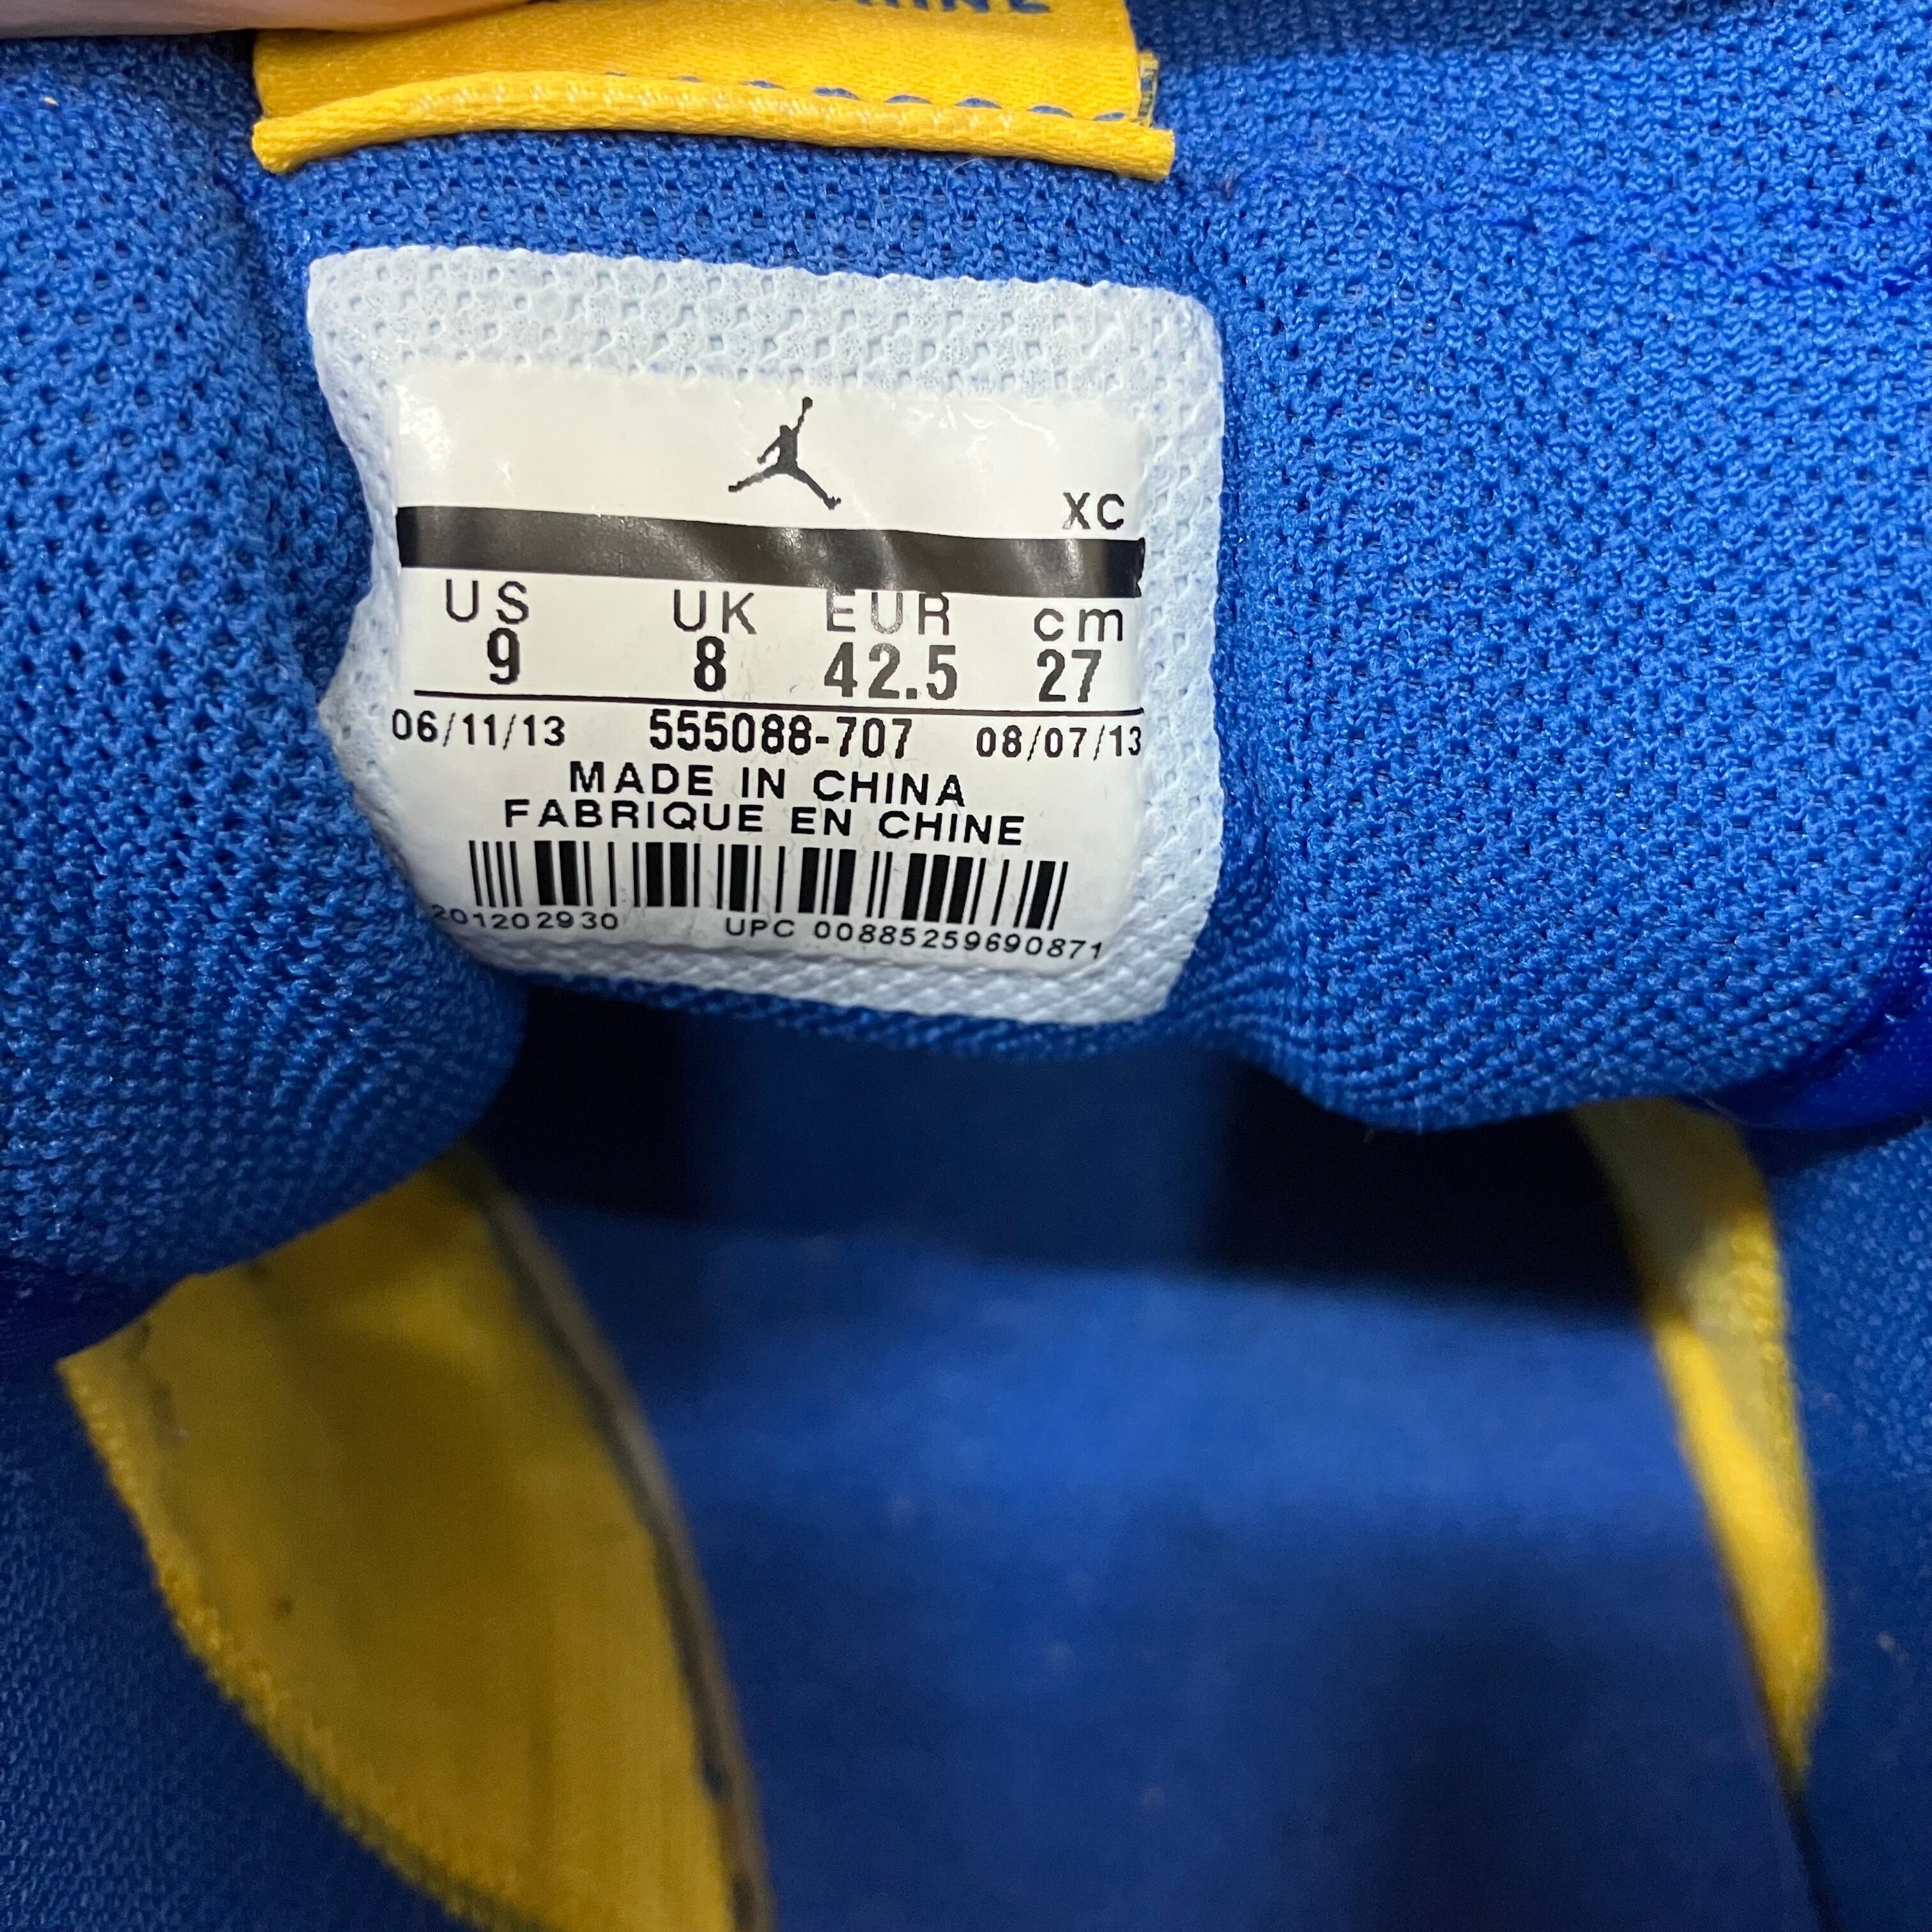 XC
US UK EUR cm
9 8 42.5 27
06/11/13 555088-707 08/07/13
MADE IN CHINA
FABRIQUE EN CHINE
201202930 UPC 00885259690871